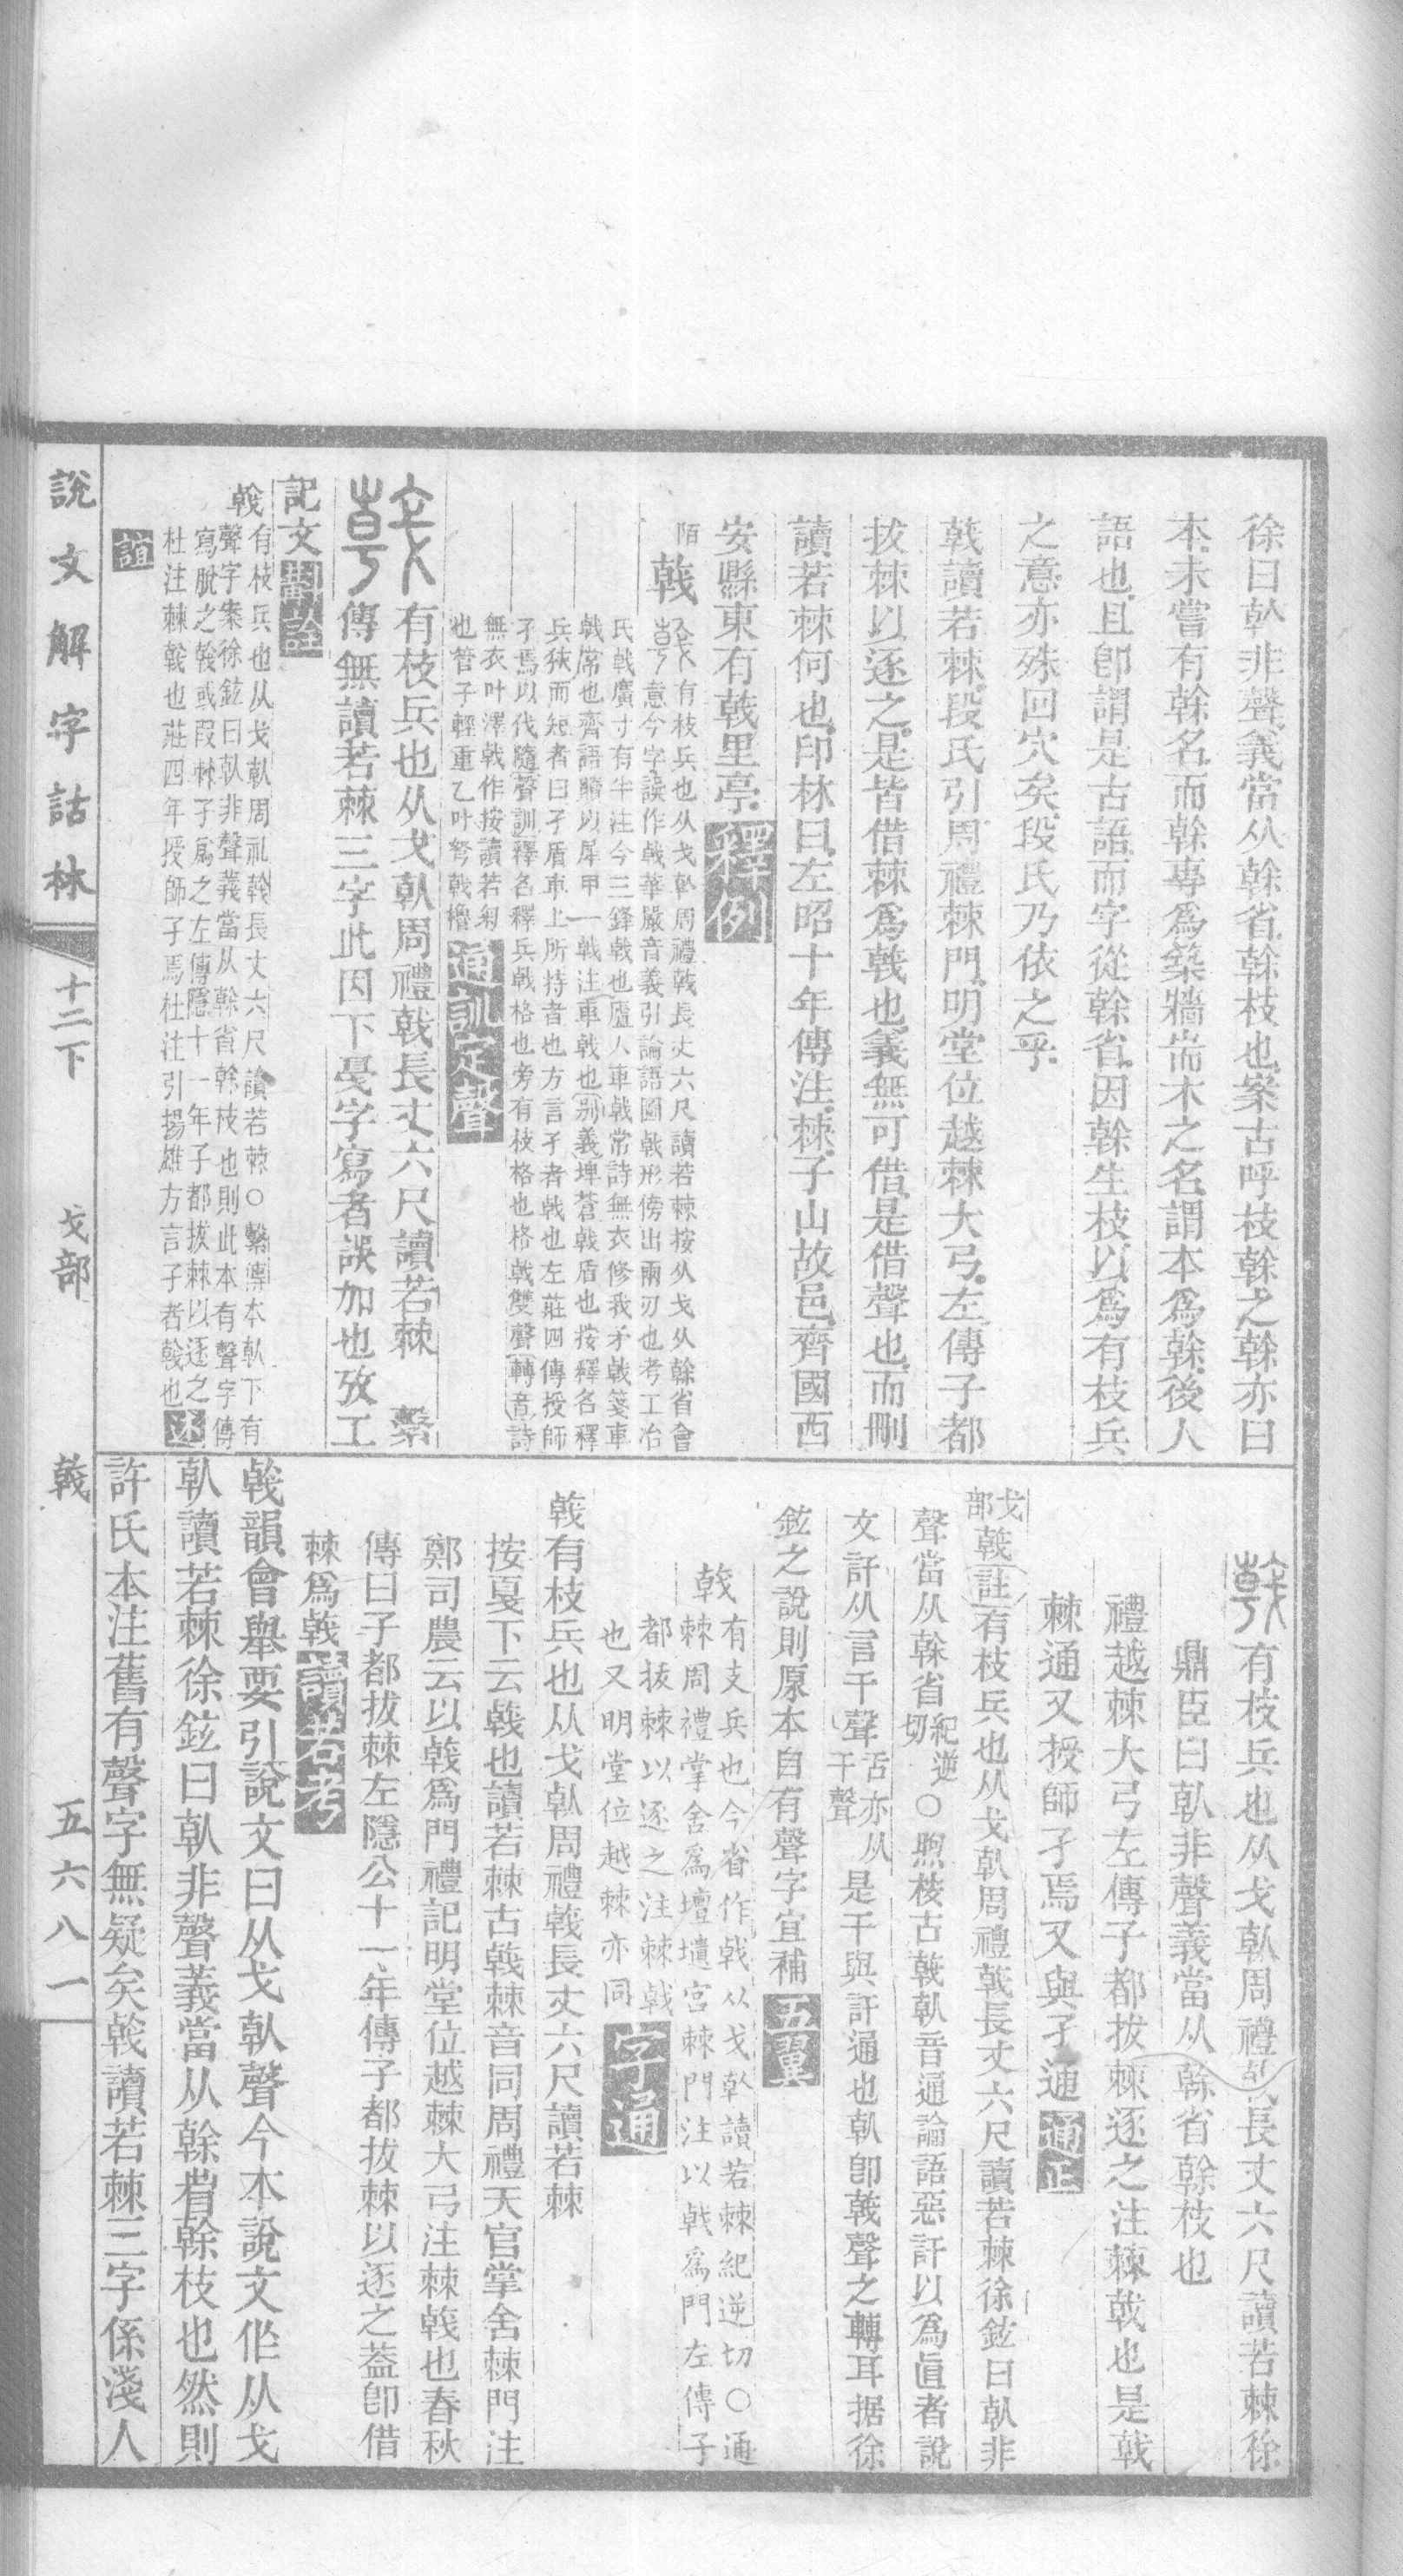 徐曰倝非聲義當从榦省榦枝也案古呼枝榦之榦亦曰
本未嘗有榦名而榦專爲築牆耑木之名謂本爲榦後人
語也且卽謂是古語而字從榦省因榦生枝以爲有枝兵
之意亦殊回穴矣段氏乃依之乎
戟讀若棘段氏引周禮棘門明堂位越棘大弓左傳子都
拔棘以逐之是皆借棘爲戟也義無可借是借聲也而刪
讀若棘何也印林曰左昭十年傳注棘子山故邑齊國西
安縣東有戟里亭釋例
陌戟
有枝兵也从戈倝周禮戟長丈六尺讀若棘按从戈从榦省會
意今字誤作戟華嚴音義引論語圖戟形傍出兩刃也考工冶
氏戟廣寸有半注今三鋒戟也廬人車戟常詩無衣修我矛戟箋車
戟常也齊語贖以犀甲一戟注車戟也別義埤蒼戟盾也按釋名釋
兵狹而短者曰孑盾車上所持者也方言孑者戟也左莊四傳授師
孑焉以伐隨聲訓釋名釋兵戟格也旁有枝格也格戟雙聲轉音詩
無衣叶澤戟作按讀若菊
也管子輕重乙叶弩戟櫓通訓定聲
有枝兵也从戈倝周禮戟長丈六尺讀若棘　繫
傳無讀若棘三字此因下戛字寫者誤加也攷工
記文斠詮
戟有枝兵也从戈倝周禮戟長丈六尺讀若棘○繫傳本倝下有
聲字案徐鉉曰倝非聲義當从榦省榦枝也則此本有聲字傳
寫脫之戟或叚棘子爲之左傳隱十一年子都拔棘以逐之
杜注棘戟也莊四年授師孑焉杜注引揚雄方言孑者戟也述
誼
有枝兵也从戈倝周禮戟長丈六尺讀若棘徐
鼎臣曰倝非聲義當从榦省榦枝也
禮越棘大弓左傳子都拔棘逐之注棘戟也是戟
棘通又授師孑焉又與孑通通正
戈部戟註有枝兵也从戈倝周禮戟長丈六尺讀若棘徐鉉曰倝非
聲當从榦省紀逆切○煦按古戟倝音通論語惡訐以爲直者說
文訐从言干聲舌亦从干聲是干與訐通也倝卽戟聲之轉耳据徐
鉉之說則原本自有聲字宜補五翼
戟有支兵也今省作戟从戈倝讀若棘紀逆切○通
棘周禮掌舍爲壇壝宮棘門注以戟爲門左傳子
都拔棘以逐之注棘戟
也又明堂位越棘亦同字通
戟有枝兵也从戈倝周禮戟長丈六尺讀若棘
按戛下云戟也讀若棘古戟棘音同周禮天官掌舍棘門注
鄭司農云以戟爲門禮記明堂位越棘大弓注棘戟也春秋
傳曰子都拔棘左隱公十一年傳子都拔棘以逐之蓋卽借
棘爲戟讀若考
戟韻會舉要引說文曰从戈倝聲今本說文作从戈
倝讀若棘徐鉉曰倝非聲義當从榦省榦枝也然則
許氏本注舊有聲字無疑矣戟讀若棘三字係淺人
說文解字詁林
十二下
戈部
戟
五六八一